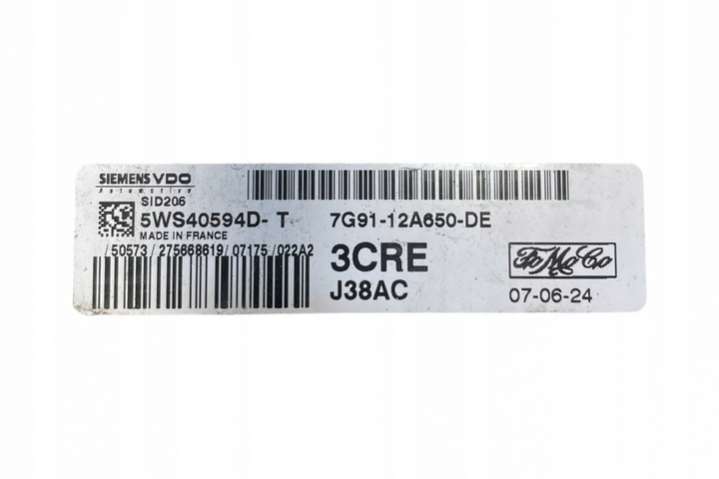 SIEMENS VDO
Automotive
SID206
5WS40594D- T
MADE IN FRANCE
/ 50573 / 275668619 / 07175 / 022A2
7G91-12A650-DE
3CRE
J38AC
FoMoCo
07-06-24